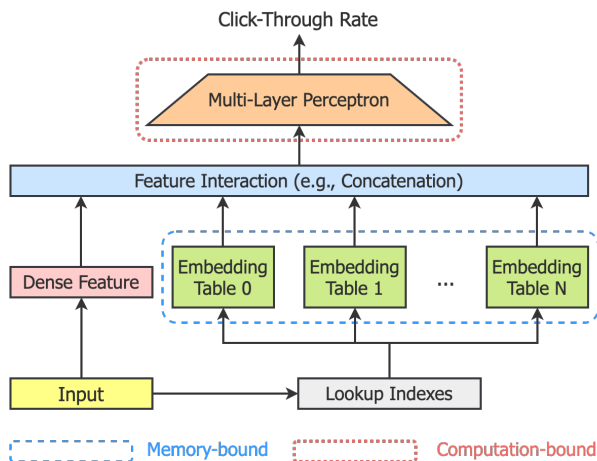 Click-Through Rate
Multi-Layer Perceptron
Feature Interaction (e.g., Concatenation)
Dense Feature
Embedding
Table 0
Embedding
Table 1
...
Embedding
Table N
Input
Lookup Indexes
Memory-bound
Computation-bound